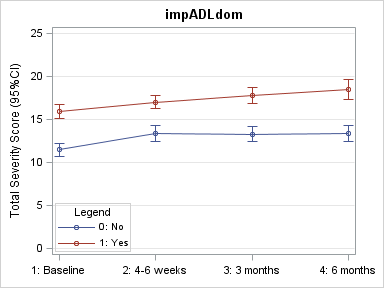 impADLdom
Total Severity Score (95%CI)
25
20
15
10
5
0
Legend
0: No
1: Yes
1: Baseline
2: 4-6 weeks
3: 3 months
4: 6 months